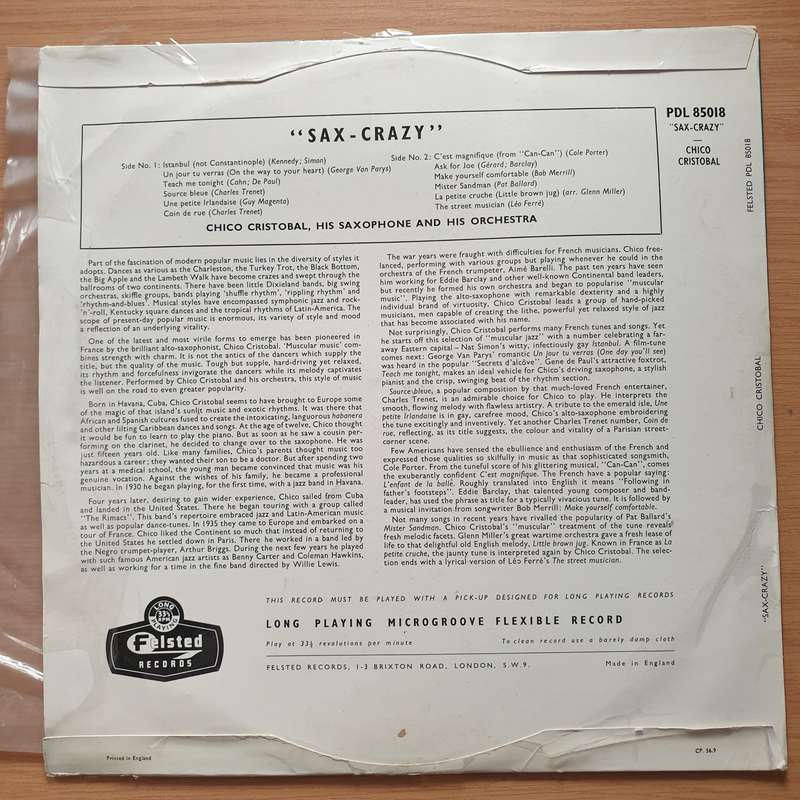 "SAX-CRAZY"
Side No. 1: Istanbul (not Constantinople) (Kennedy; Simon)
Un jour tu verras (On the way to your heart) (George Van Parys)
Teach me tonight (Cahn; De Paul)
Source bleue (Charles Trenet)
Une petite Irlandaise (Guy Magenta)
Coin de rue (Charles Trenet)
Side No. 2: C'est magnifique (from "Can-Can") (Cole Porter)
Ask for Joe (Gérard; Barclay)
Make yourself comfortable (Bob Merrill)
Mister Sandman (Pat Ballard)
La petite cruche (Little brown jug) (arr. Glenn Miller)
The street musician (Léo Ferré)
CHICO CRISTOBAL, HIS SAXOPHONE AND HIS ORCHESTRA
PDL 85018
"SAX-CRAZY"
CHICO
CRISTOBAL
FELSTED PDL 85018
CHICO CRISTOBAL
"SAX-CRAZY"
Part of the fascination of modern popular music lies in the diversity of styles it
adopts. Dances as various as the Charleston, the Turkey Trot, the Black Bottom,
the Big Apple and the Lambeth Walk have become crazes and swept through the
ballrooms of two continents. There have been little Dixieland bands, big swing
orchestras, skiffle groups, bands playing 'shuffle rhythm', 'rippling rhythm' and
'rhythm-and-blues'. Musical styles have encompassed symphonic jazz and rock-
'n'-roll, Kentucky square dances and the tropical rhythms of Latin-America. The
scope of present-day popular music is enormous, its variety of style and mood
a reflection of an underlying vitality.
One of the latest and most virile forms to emerge has been pioneered in
France by the brilliant alto-saxophonist, Chico Cristobal. 'Muscular music' com-
bines strength with charm. It is not the antics of the dancers which supply the
title, but the quality of the music. Tough but supple, hard-driving yet relaxed,
its rhythm and forcefulness invigorate the dancers while its melody captivates
the listener. Performed by Chico Cristobal and his orchestra, this style of music
is well on the road to even greater popularity.
Born in Havana, Cuba, Chico Cristobal seems to have brought to Europe some
of the magic of that island's sunlit music and exotic rhythms. It was there that
African and Spanish cultures fused to create the intoxicating, languorous habanera
and other lilting Caribbean dances and songs. At the age of twelve, Chico thought
it would be fun to learn to play the piano. But as soon as he saw a cousin per-
forming on the clarinet, he decided to change over to the saxophone. He was
just fifteen years old. Like many families, Chico's parents thought music too
hazardous a career; they wanted their son to be a doctor. But after spending two
years at a medical school, the young man became convinced that music was his
genuine vocation. Against the wishes of his family, he became a professional
musician. In 1930 he began playing, for the first time, with a jazz band in Havana.
Four years later, desiring to gain wider experience, Chico sailed from Cuba
and landed in the United States. There he began touring with a group called
"The Rimacs". This band's repertoire embraced jazz and Latin-American music
as well as popular dance-tunes. In 1935 they came to Europe and embarked on a
tour of France. Chico liked the Continent so much that instead of returning to
the United States he settled down in Paris. There he worked in a band led by
the Negro trumpet-player, Arthur Briggs. During the next few years he played
with such famous American jazz artists as Benny Carter and Coleman Hawkins,
as well as working for a time in the fine band directed by Willie Lewis.
The war years were fraught with difficulties for French musicians. Chico free-
lanced, performing with various groups but playing whenever he could in the
orchestra of the French trumpeter, Aimé Barelli. The past ten years have seen
him working for Eddie Barclay and other well-known Continental band leaders,
but recently he formed his own orchestra and began to popularise "muscular
music". Playing the alto-saxophone with remarkable dexterity and a highly
individual brand of virtuosity, Chico Cristobal leads a group of hand-picked
musicians, men capable of creating the lithe, powerful yet relaxed style of jazz
that has become associated with his name.
Not surprisingly, Chico Cristobal performs many French tunes and songs. Yet
he starts off this selection of "muscular jazz" with a number celebrating a far-
away Eastern capital – Nat Simon's witty, infectiously gay Istanbul. A film-tune
comes next: George Van Parys' romantic Un jour tu verras (One day you'll see)
was heard in the popular "Secrets d'alcôve". Gene de Paul's attractive foxtrot,
Teach me tonight, makes an ideal vehicle for Chico's driving saxophone, a stylish
pianist and the crisp, swinging beat of the rhythm section.
Source bleue, a popular composition by that much-loved French entertainer,
Charles Trenet, is an admirable choice for Chico to play. He interprets the
smooth, flowing melody with flawless artistry. A tribute to the emerald isle, Une
petite Irlandaise is in gay, carefree mood, Chico's alto-saxophone embroidering
the tune excitingly and inventively. Yet another Charles Trenet number, Coin de
rue, reflecting, as its title suggests, the colour and vitality of a Parisian street-
corner scene.
Few Americans have sensed the ebullience and enthusiasm of the French and
expressed those qualities so skilfully in music as that sophisticated songsmith,
Cole Porter. From the tuneful score of his glittering musical, "Can-Can", comes
the exuberantly confident C'est magnifique. The French have a popular saying:
L'enfant de la balle. Roughly translated into English it means "Following in
father's footsteps". Eddie Barclay, that talented young composer and band-
leader, has used the phrase as title for a typically vivacious tune. It is followed by
a musical invitation from songwriter Bob Merrill: Make yourself comfortable.
Not many songs in recent years have rivalled the popularity of Pat Ballard's
Mister Sandman. Chico Cristobal's "muscular" treatment of the tune reveals
fresh melodic facets. Glenn Miller's great wartime orchestra gave a fresh lease of
life to that delightful old English melody, Little brown jug. Known in France as La
petite cruche, the jaunty tune is interpreted again by Chico Cristobal. The selec-
tion ends with a lyrical version of Léo Ferré's The street musician.
THIS RECORD MUST BE PLAYED WITH A PICK-UP DESIGNED FOR LONG PLAYING RECORDS
LONG PLAYING MICROGROOVE FLEXIBLE RECORD
Play at 33⅓ revolutions per minute
To clean record use a barely damp cloth
FELSTED RECORDS, 1-3 BRIXTON ROAD, LONDON, S.W.9.
Made in England
LONG
33⅓
RPM
PLAYING
Felsted
RECORDS
Printed in England
CP. 56.9